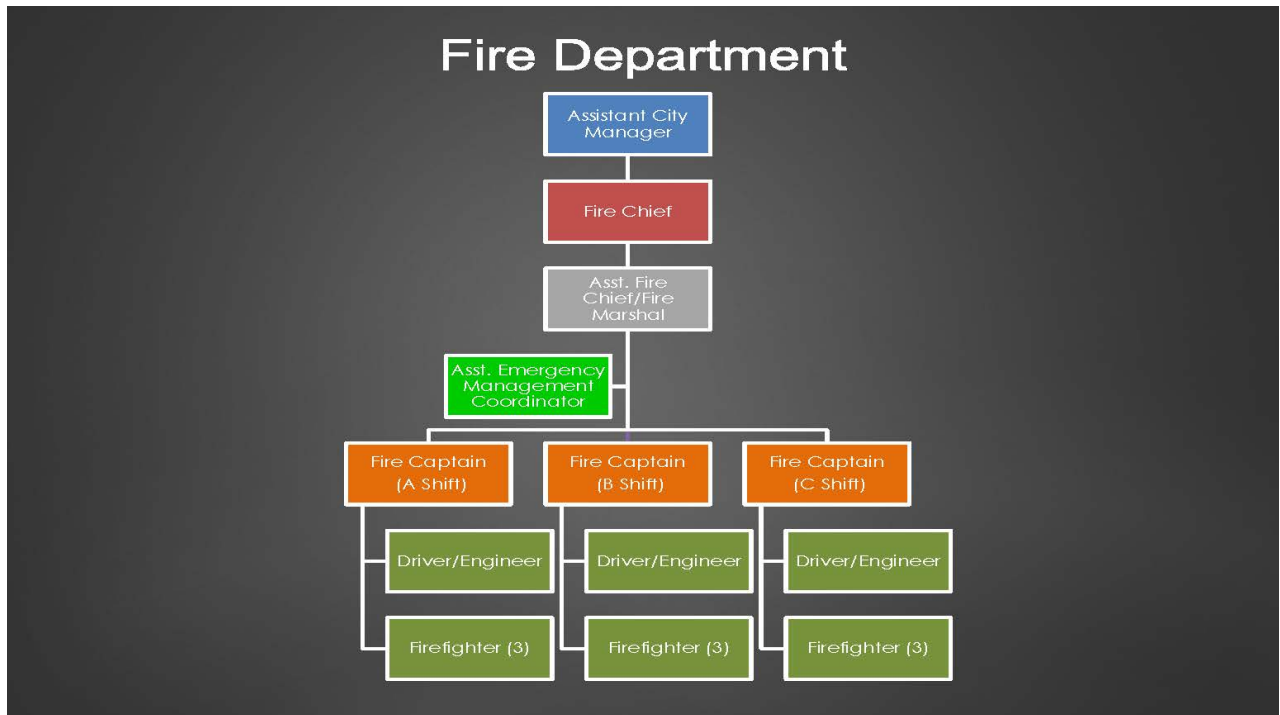 Fire Department
Assistant City
Manager
Fire Chief
Asst. Fire
Chief/Fire
Marshal
Asst. Emergency
Management
Coordinator
Fire Captain
(A Shift)
Fire Captain
(B Shift)
Fire Captain
(C Shift)
Driver/Engineer
Driver/Engineer
Driver/Engineer
Firefighter (3)
Firefighter (3)
Firefighter (3)